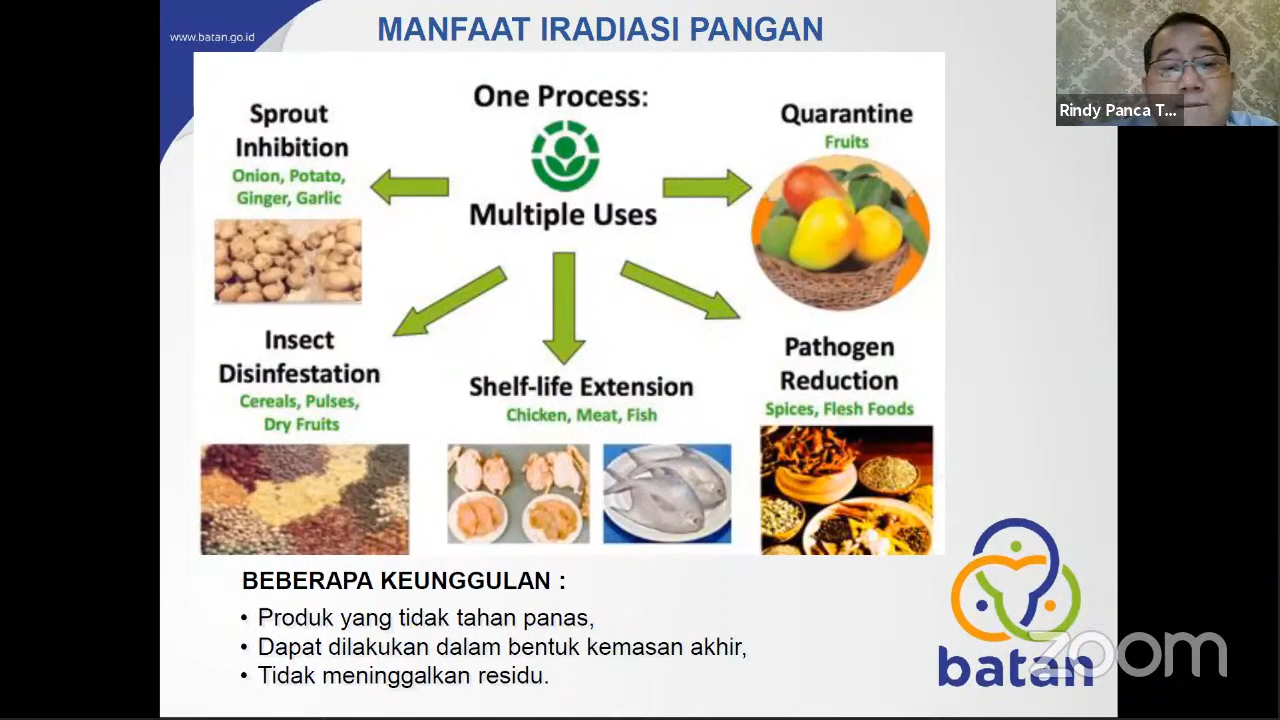 www.batan.go.id
MANFAAT IRADIASI PANGAN
Rindy Panca T...
One Process:
Multiple Uses
Sprout
Inhibition
Onion, Potato,
Ginger, Garlic
Quarantine
Fruits
Insect
Disinfestation
Cereals, Pulses,
Dry Fruits
Shelf-life Extension
Chicken, Meat, Fish
Pathogen
Reduction
Spices, Flesh Foods
BEBERAPA KEUNGGULAN :
• Produk yang tidak tahan panas,
• Dapat dilakukan dalam bentuk kemasan akhir,
• Tidak meninggalkan residu.
batan
zoom